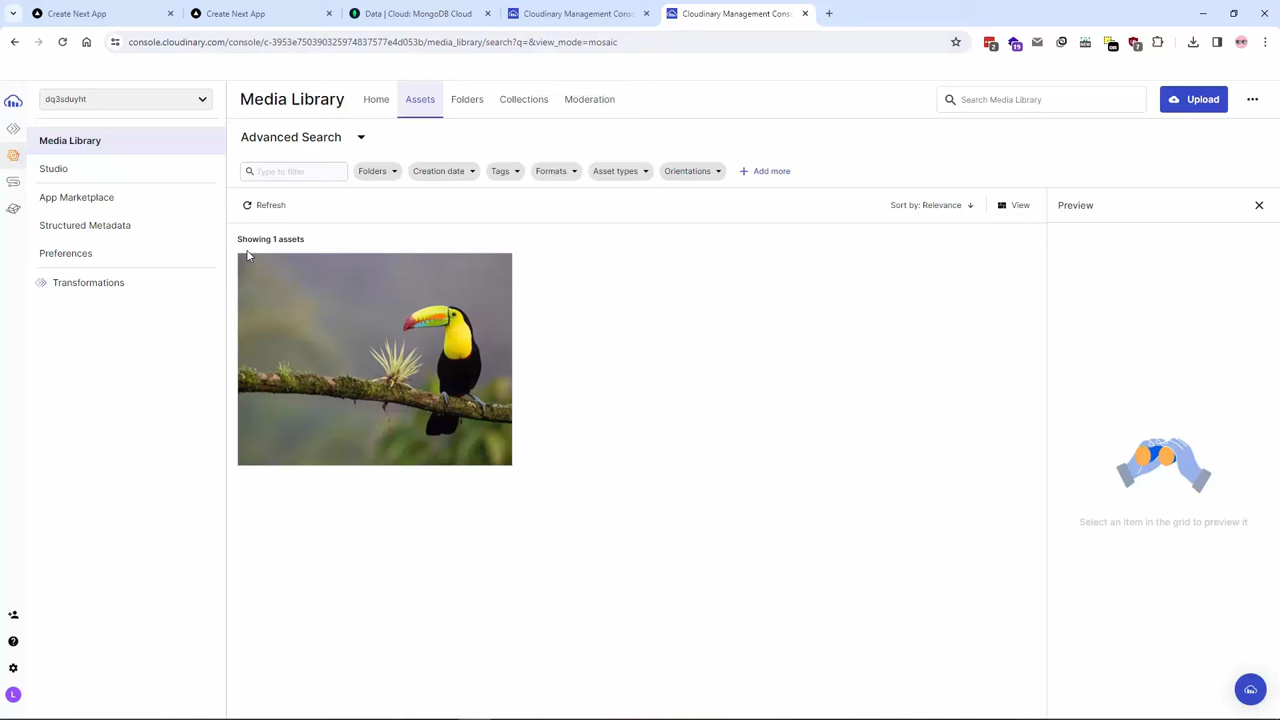 Create Next App
Create Next App
Data | Cloud: MongoDB Cloud
Cloudinary Management Conso
Cloudinary Management Conso
console.cloudinary.com/console/c-3953e750390325974837577e4d053b/media_library/search?q=&view_mode=mosaic
2
19
on
7
dq3sduyht
Media Library
Home
Assets
Folders
Collections
Moderation
Search Media Library
Upload
Media Library
Studio
App Marketplace
Structured Metadata
Preferences
Transformations
L
Advanced Search
Type to filter
Folders
Creation date
Tags
Formats
Asset types
Orientations
Add more
Refresh
Sort by: Relevance
View
Preview
Showing 1 assets
Select an item in the grid to preview it